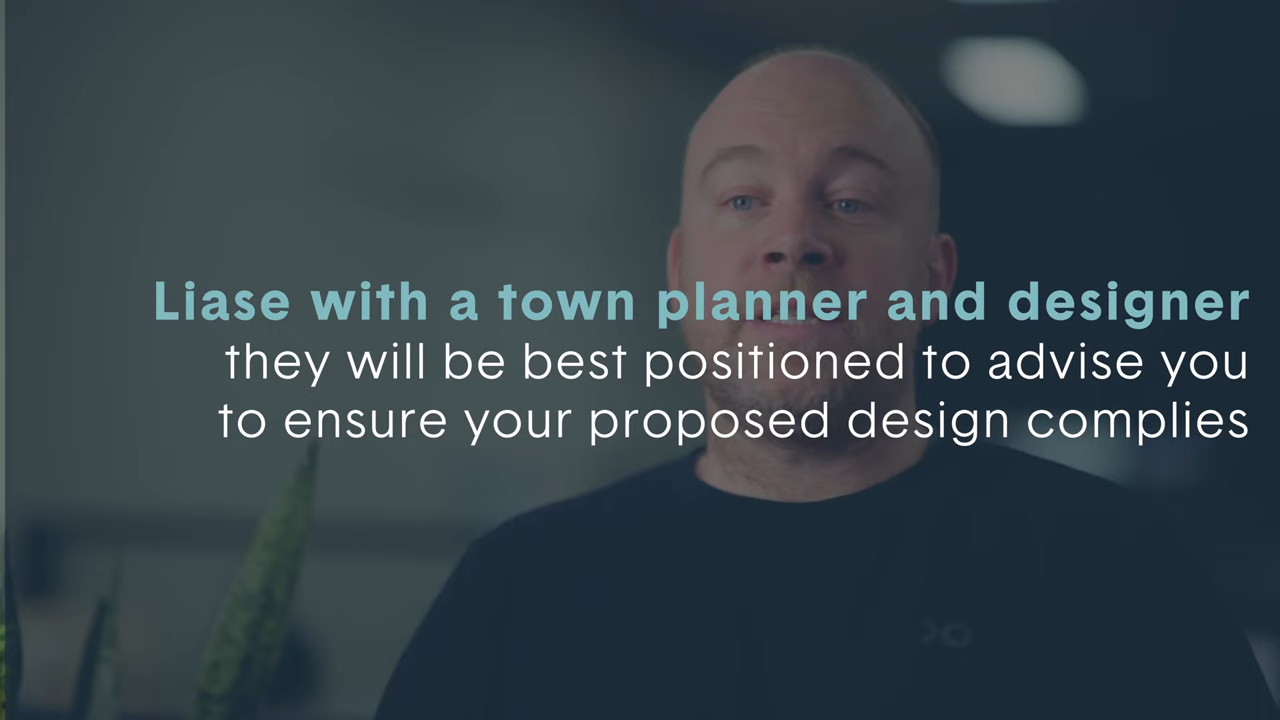 Liase with a town planner and designer
they will be best positioned to advise you
to ensure your proposed design complies